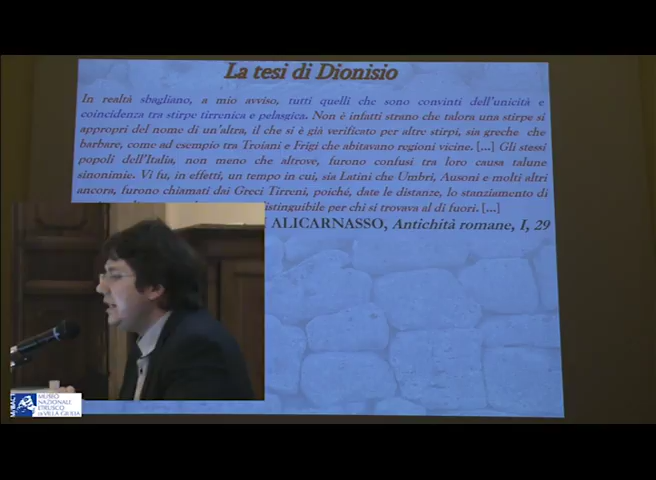 La tesi di Dionisio
In realtà sbagliano, a mio avviso, tutti quelli che sono convinti dell'unicità e
coincidenza tra stirpe tirrenica e pelasgica. Non è infatti strano che talora una stirpe si
appropri del nome di un'altra, il che si è già verificato per altre stirpi, sia greche che
barbare, come ad esempio tra Troiani e Frigi che abitavano regioni vicine. [...] Gli stessi
popoli dell'Italia, non meno che altrove, furono confusi tra loro causa talune
sinonimie. Vi fu, in effetti, un tempo in cui, sia Latini che Umbri, Ausoni e molti altri
ancora, furono chiamati dai Greci Tirreni, poiché, date le distanze, lo stanziamento di
distinguibile per chi si trovava al di fuori. [...]
ALICARNASSO, Antichità romane, I, 29
MUSEO
NAZIONALE
ETRUSCO
DI VILLA GIULIA